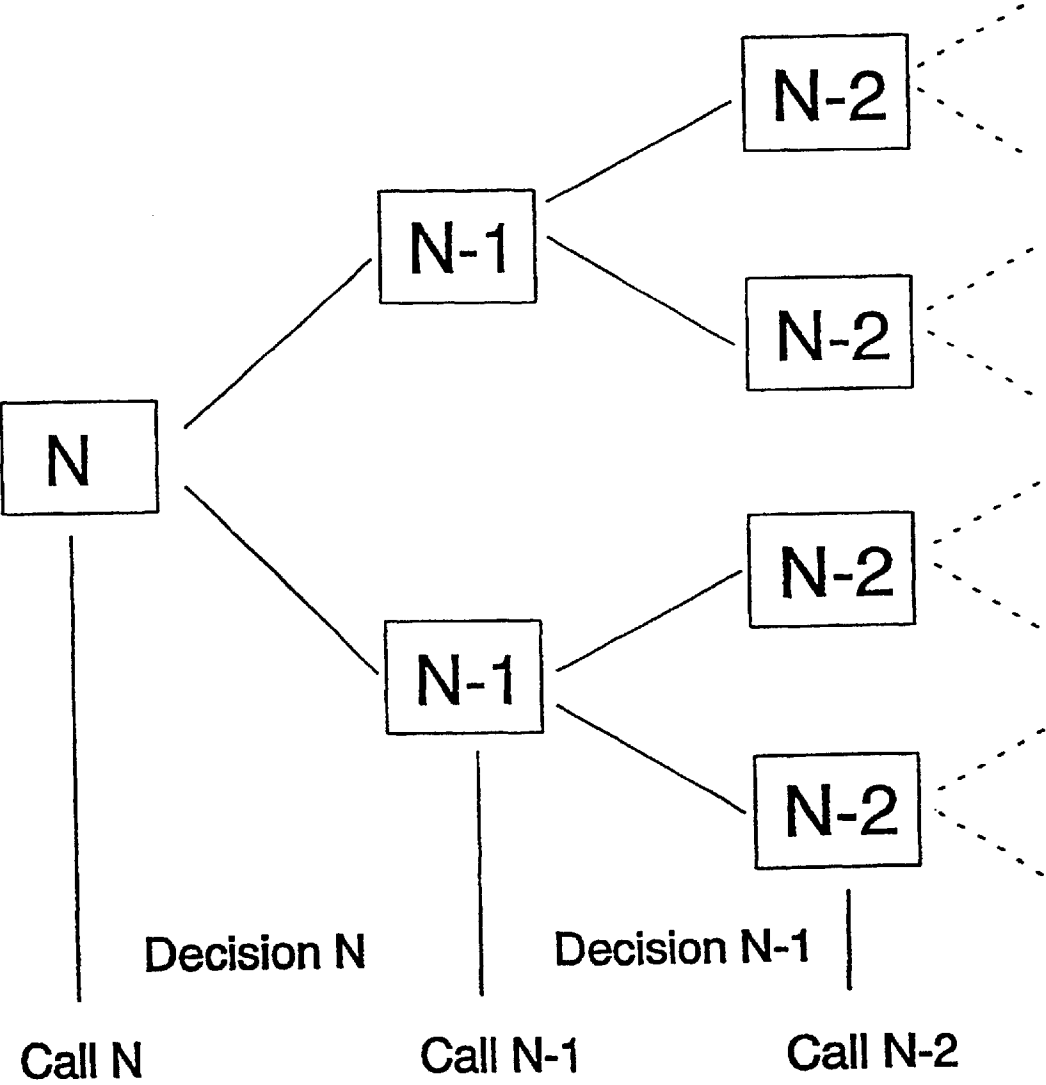 N-2
N-1
N-2
N
N-2
N-1
N-2
Decision N
Decision N-1
Call N
Call N-1
Call N-2